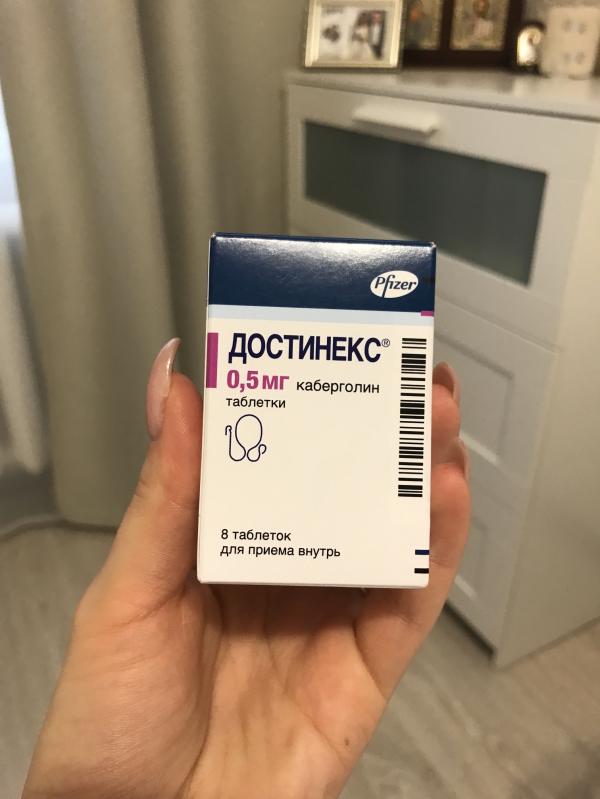 Pfizer
ДОСТИНЕКС®
0,5 мг каберголин
таблетки
8 таблеток
для приема внутрь